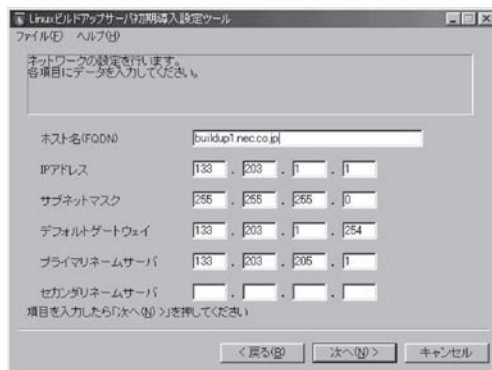 Linuxビルドアップサーバ初期導入設定ツール
ファイル(F) ヘルプ(H)
ネットワークの設定を行います。
各項目にデータを入力してください。
ホスト名(FQDN) buildup1.nec.co.jp
IPアドレス 133 . 203 . 1 . 1
サブネットマスク 255 . 255 . 255 . 0
デフォルトゲートウェイ 133 . 203 . 1 . 254
プライマリネームサーバ 133 . 203 . 205 . 1
セカンダリネームサーバ . . .
項目を入力したら「次へ(N) >」を押してください
< 戻る(B) 次へ(N) > キャンセル